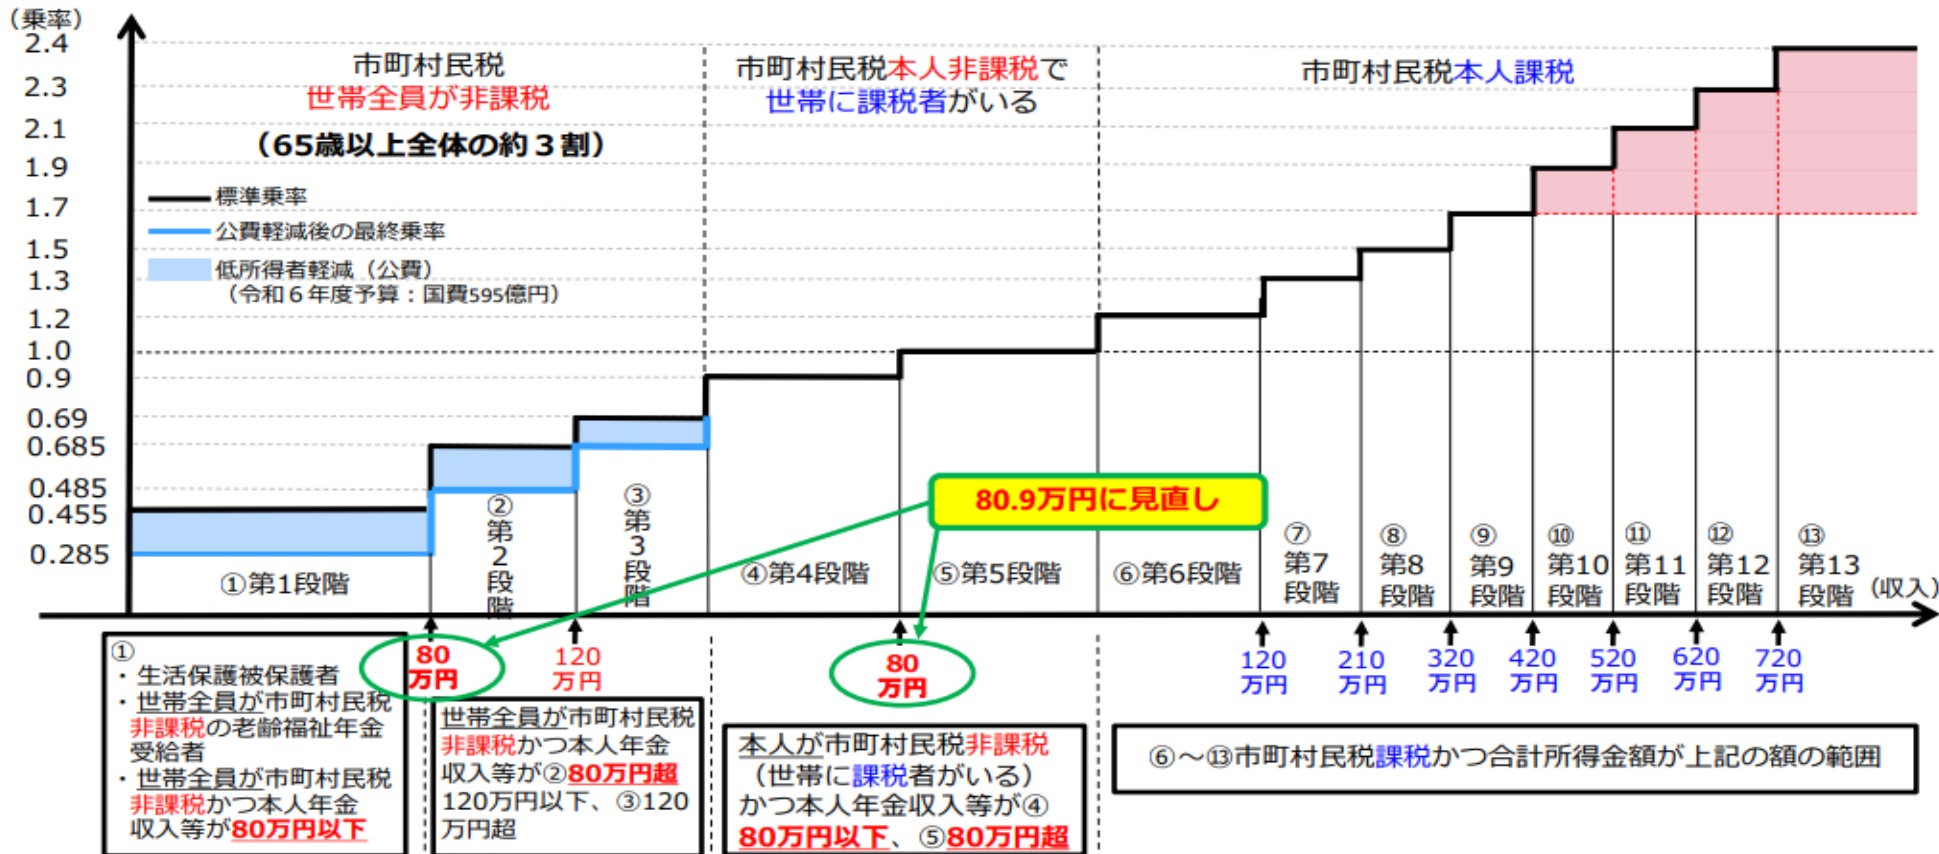 （乗率）
2.4
2.3
2.1
1.9
1.7
1.5
1.3
1.2
1.0
0.9
0.69
0.685
0.485
0.455
0.285
市町村民税
世帯全員が非課税
（65歳以上全体の約３割）
標準乗率
公費軽減後の最終乗率
低所得者軽減（公費）
（令和６年度予算：国費595億円）
市町村民税本人非課税で
世帯に課税者がいる
市町村民税本人課税
80.9万円に見直し
①第1段階
②第2段階
③第3段階
④第4段階
⑤第5段階
⑥第6段階
⑦
第7
段階
⑧
第8
段階
⑨
第9
段階
⑩
第10
段階
⑪
第11
段階
⑫
第12
段階
⑬
第13
段階
（収入）
80
万円
120
万円
80
万円
120
万円
210
万円
320
万円
420
万円
520
万円
620
万円
720
万円
①
・生活保護被保護者
・世帯全員が市町村民税
非課税の老齢福祉年金
受給者
・世帯全員が市町村民税
非課税かつ本人年金
収入等が80万円以下
世帯全員が市町村民税
非課税かつ本人年金
収入等が②80万円超
120万円以下、③120
万円超
本人が市町村民税非課税
（世帯に課税者がいる）
かつ本人年金収入等が④
80万円以下、⑤80万円超
⑥～⑬市町村民税課税かつ合計所得金額が上記の額の範囲